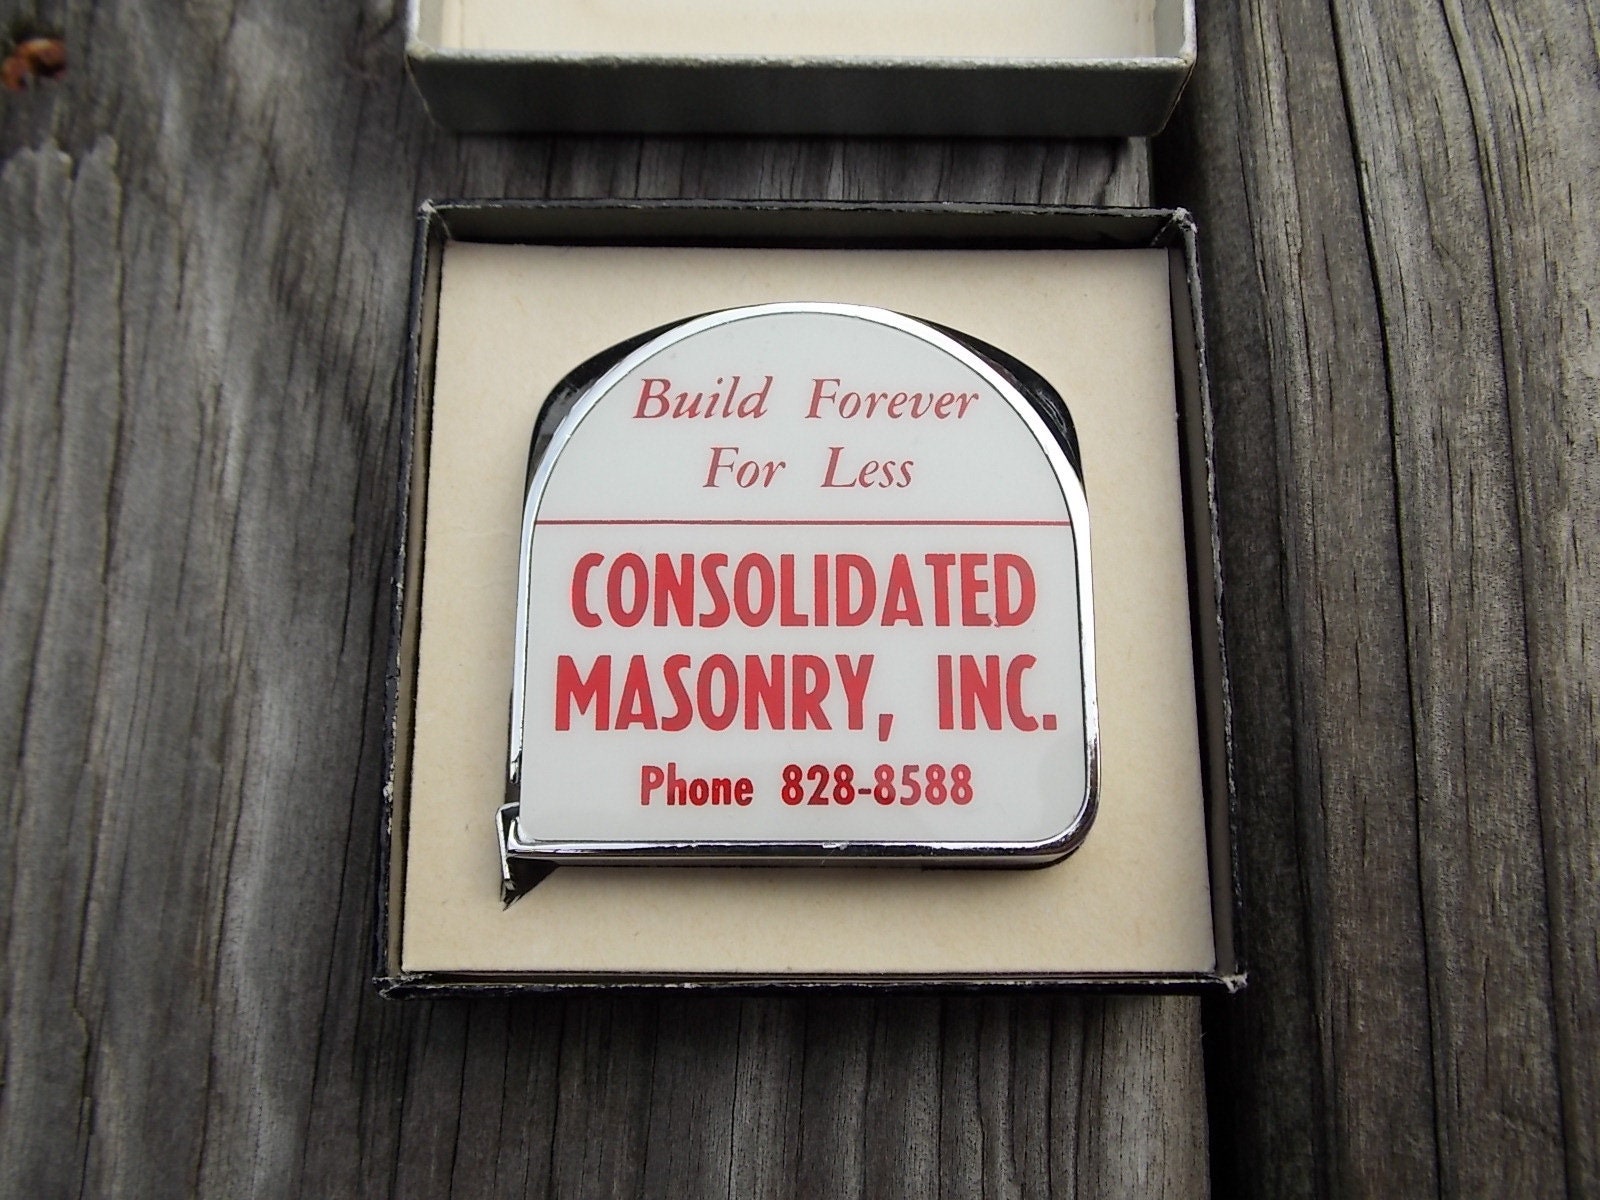 Build Forever
For Less
CONSOLIDATED
MASONRY, INC.
Phone 828-8588